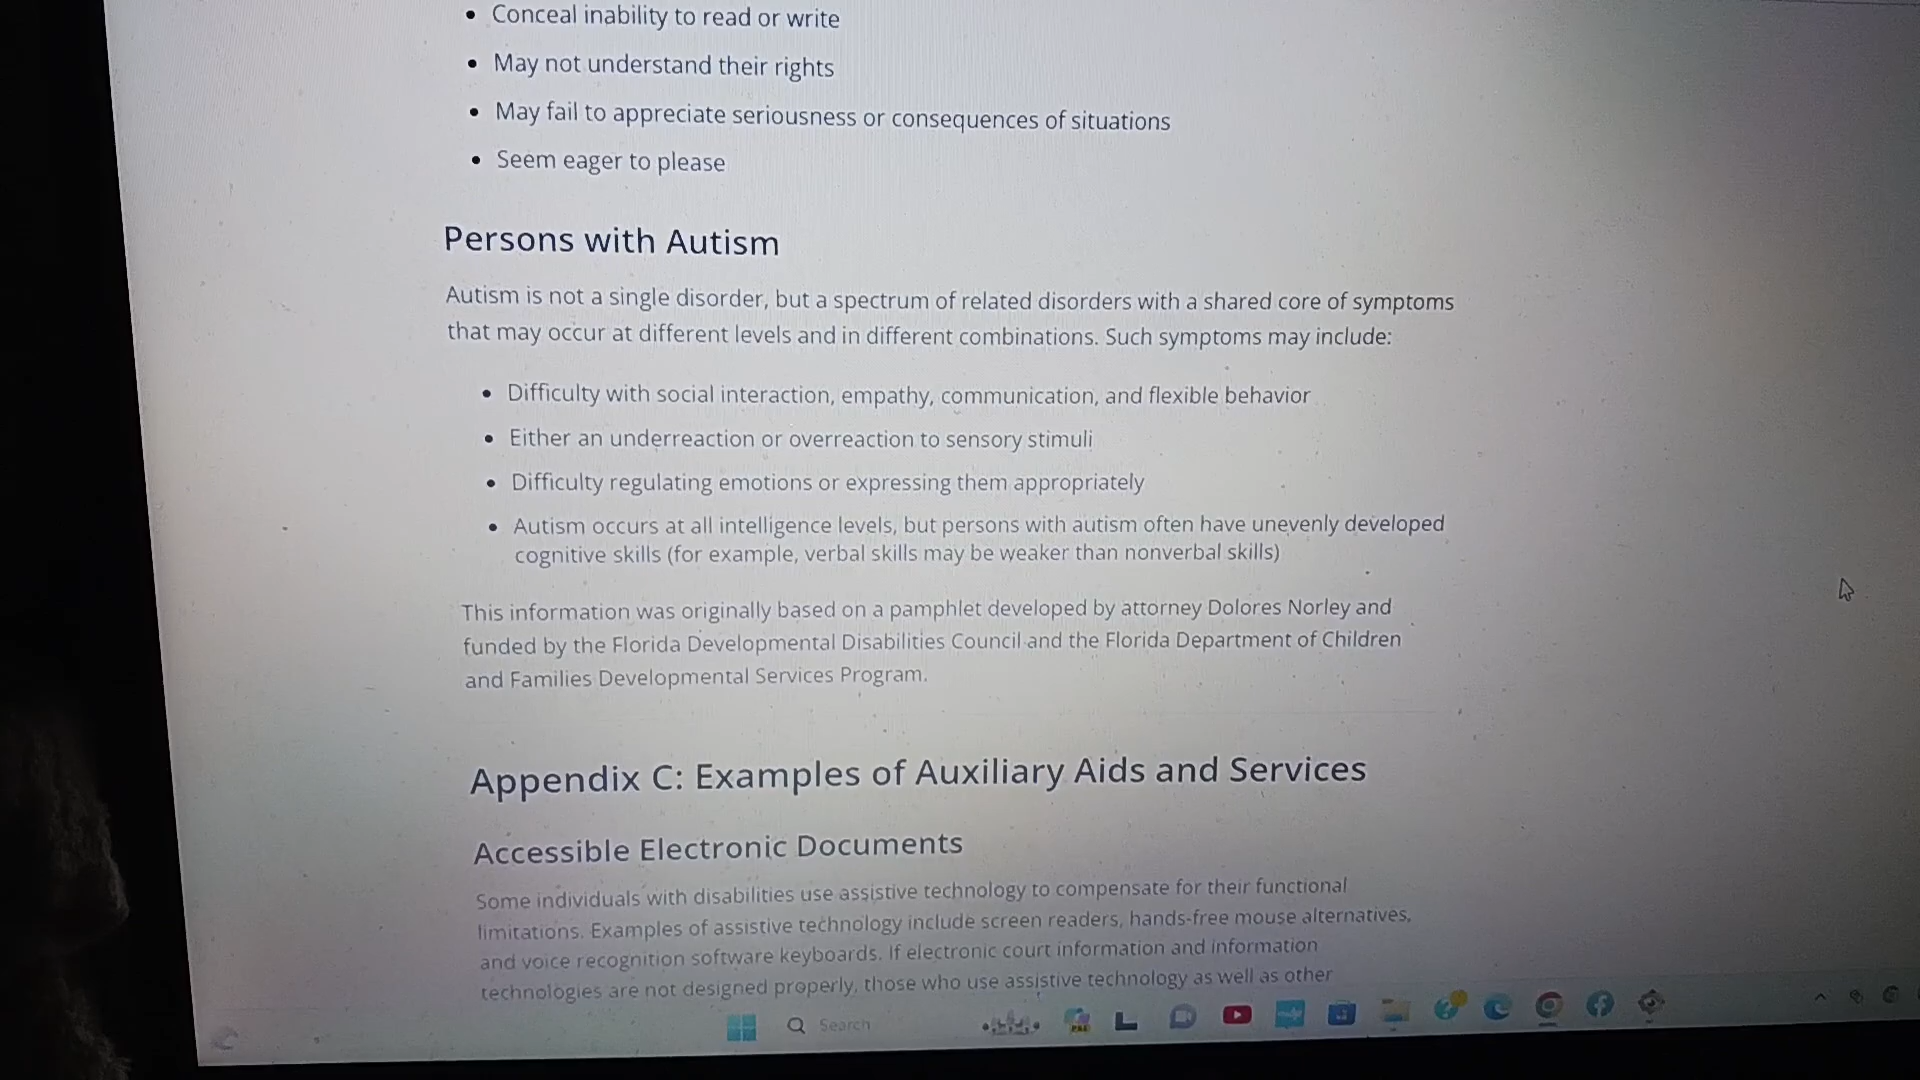 Conceal inability to read or write
May not understand their rights
May fail to appreciate seriousness or consequences of situations
Seem eager to please
Persons with Autism
Autism is not a single disorder, but a spectrum of related disorders with a shared core of symptoms
that may occur at different levels and in different combinations. Such symptoms may include:
Difficulty with social interaction, empathy, communication, and flexible behavior
Either an underreaction or overreaction to sensory stimuli
Difficulty regulating emotions or expressing them appropriately
Autism occurs at all intelligence levels, but persons with autism often have unevenly developed
cognitive skills (for example, verbal skills may be weaker than nonverbal skills)
This information was originally based on a pamphlet developed by attorney Dolores Norley and
funded by the Florida Developmental Disabilities Council and the Florida Department of Children
and Families Developmental Services Program.
Appendix C: Examples of Auxiliary Aids and Services
Accessible Electronic Documents
Some individuals with disabilities use assistive technology to compensate for their functional
limitations. Examples of assistive technology include screen readers, hands-free mouse alternatives,
and voice recognition software keyboards. If electronic court information and information
technologies are not designed properly, those who use assistive technology as well as other
Search